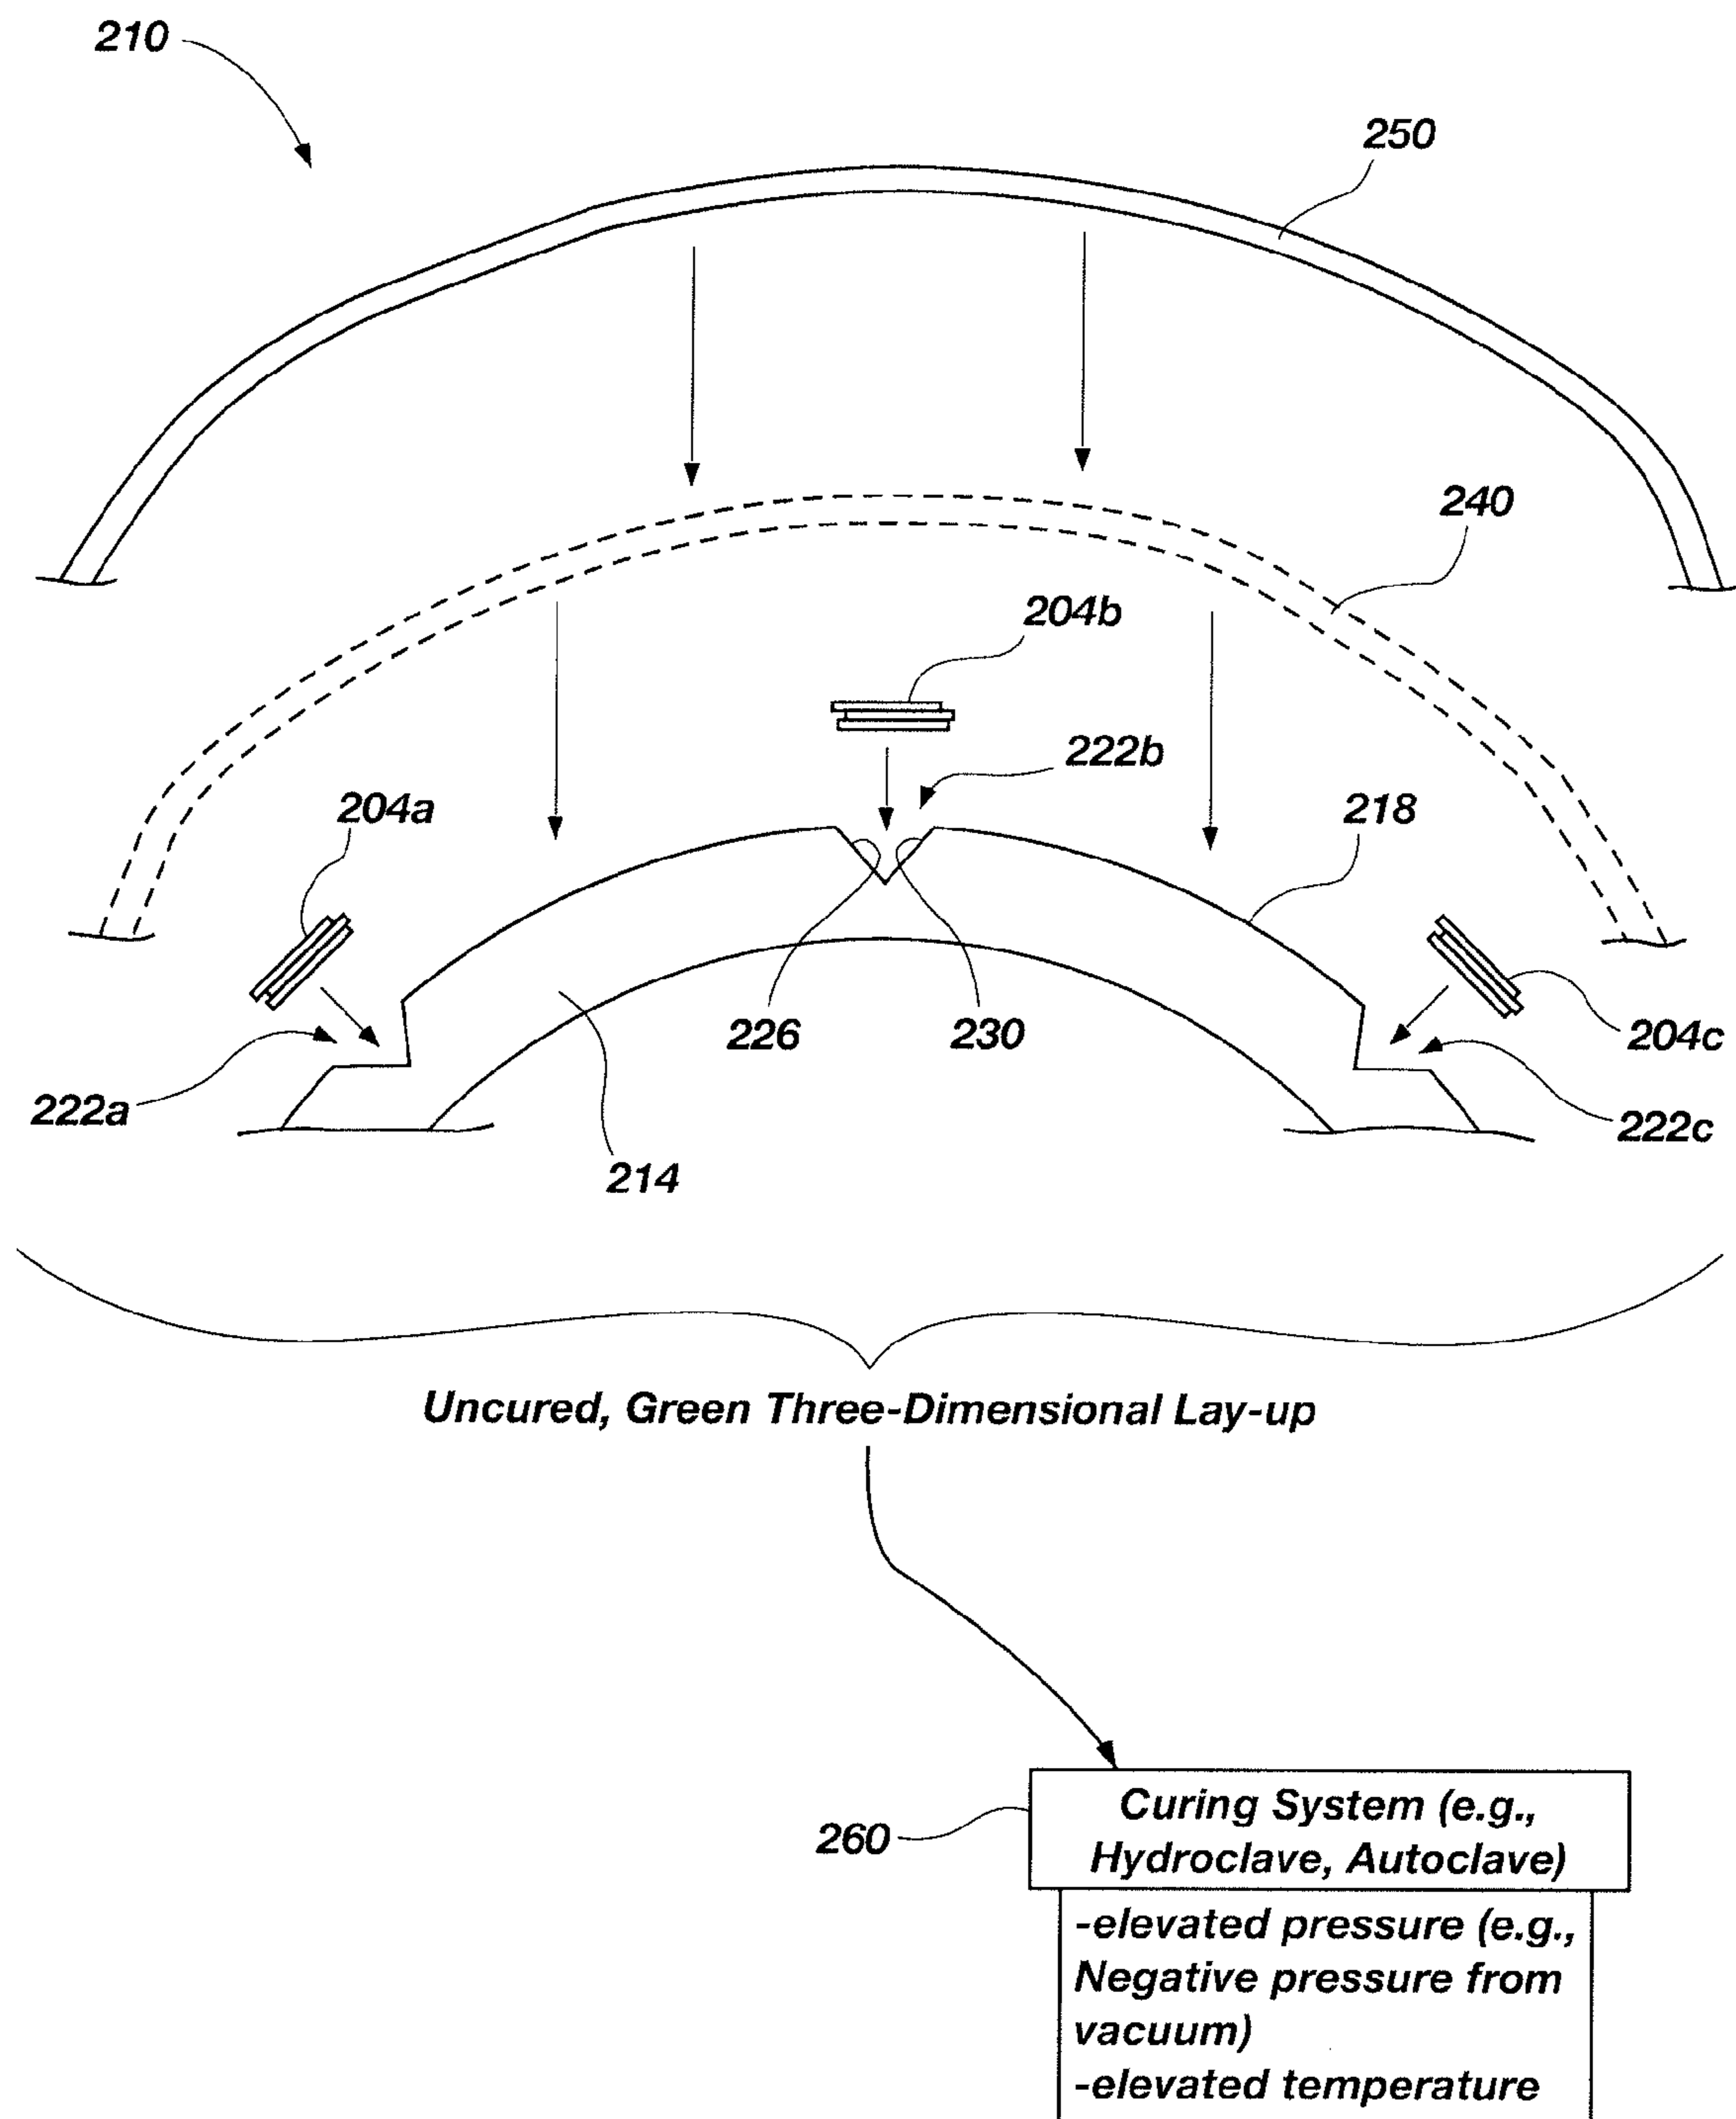 210
250
240
204b
222b
204a
218
226
230
204c
222a
222c
214
Uncured, Green Three-Dimensional Lay-up
260
Curing System (e.g.,
Hydroclave, Autoclave)
-elevated pressure (e.g.,
Negative pressure from
vacuum)
-elevated temperature